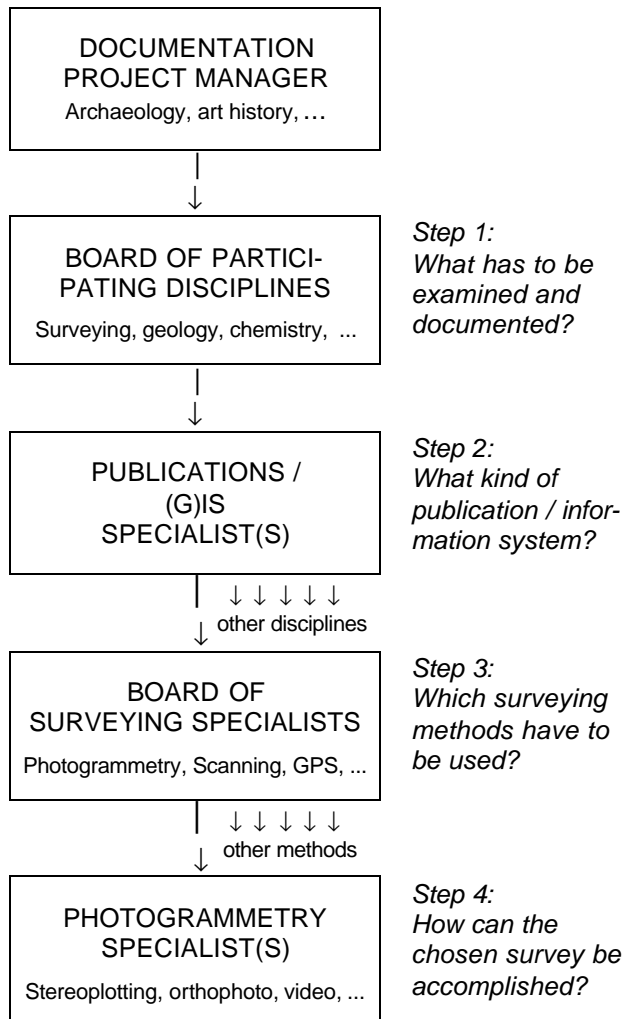 DOCUMENTATION
PROJECT MANAGER
Archaeology, art history, ...
BOARD OF PARTICI-
PATING DISCIPLINES
Surveying, geology, chemistry, ...
Step 1:
What has to be
examined and
documented?
PUBLICATIONS /
(G)IS
SPECIALIST(S)
Step 2:
What kind of
publication / infor-
mation system?
↓ ↓ ↓ ↓ ↓
other disciplines
BOARD OF
SURVEYING SPECIALISTS
Photogrammetry, Scanning, GPS, ...
Step 3:
Which surveying
methods have to
be used?
↓ ↓ ↓ ↓ ↓
other methods
PHOTOGRAMMETRY
SPECIALIST(S)
Stereoplotting, orthophoto, video, ...
Step 4:
How can the
chosen survey be
accomplished?